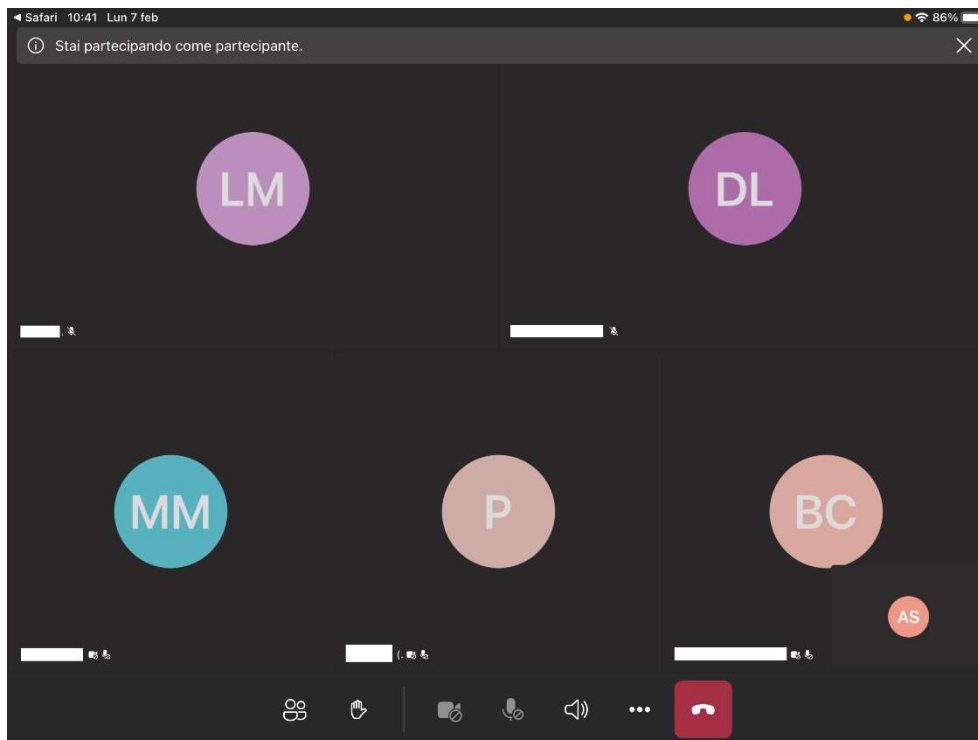 ◀ Safari 10:41 Lun 7 feb 86%
Stai partecipando come partecipante.
LM
DL
MM
P
BC
AS
(.